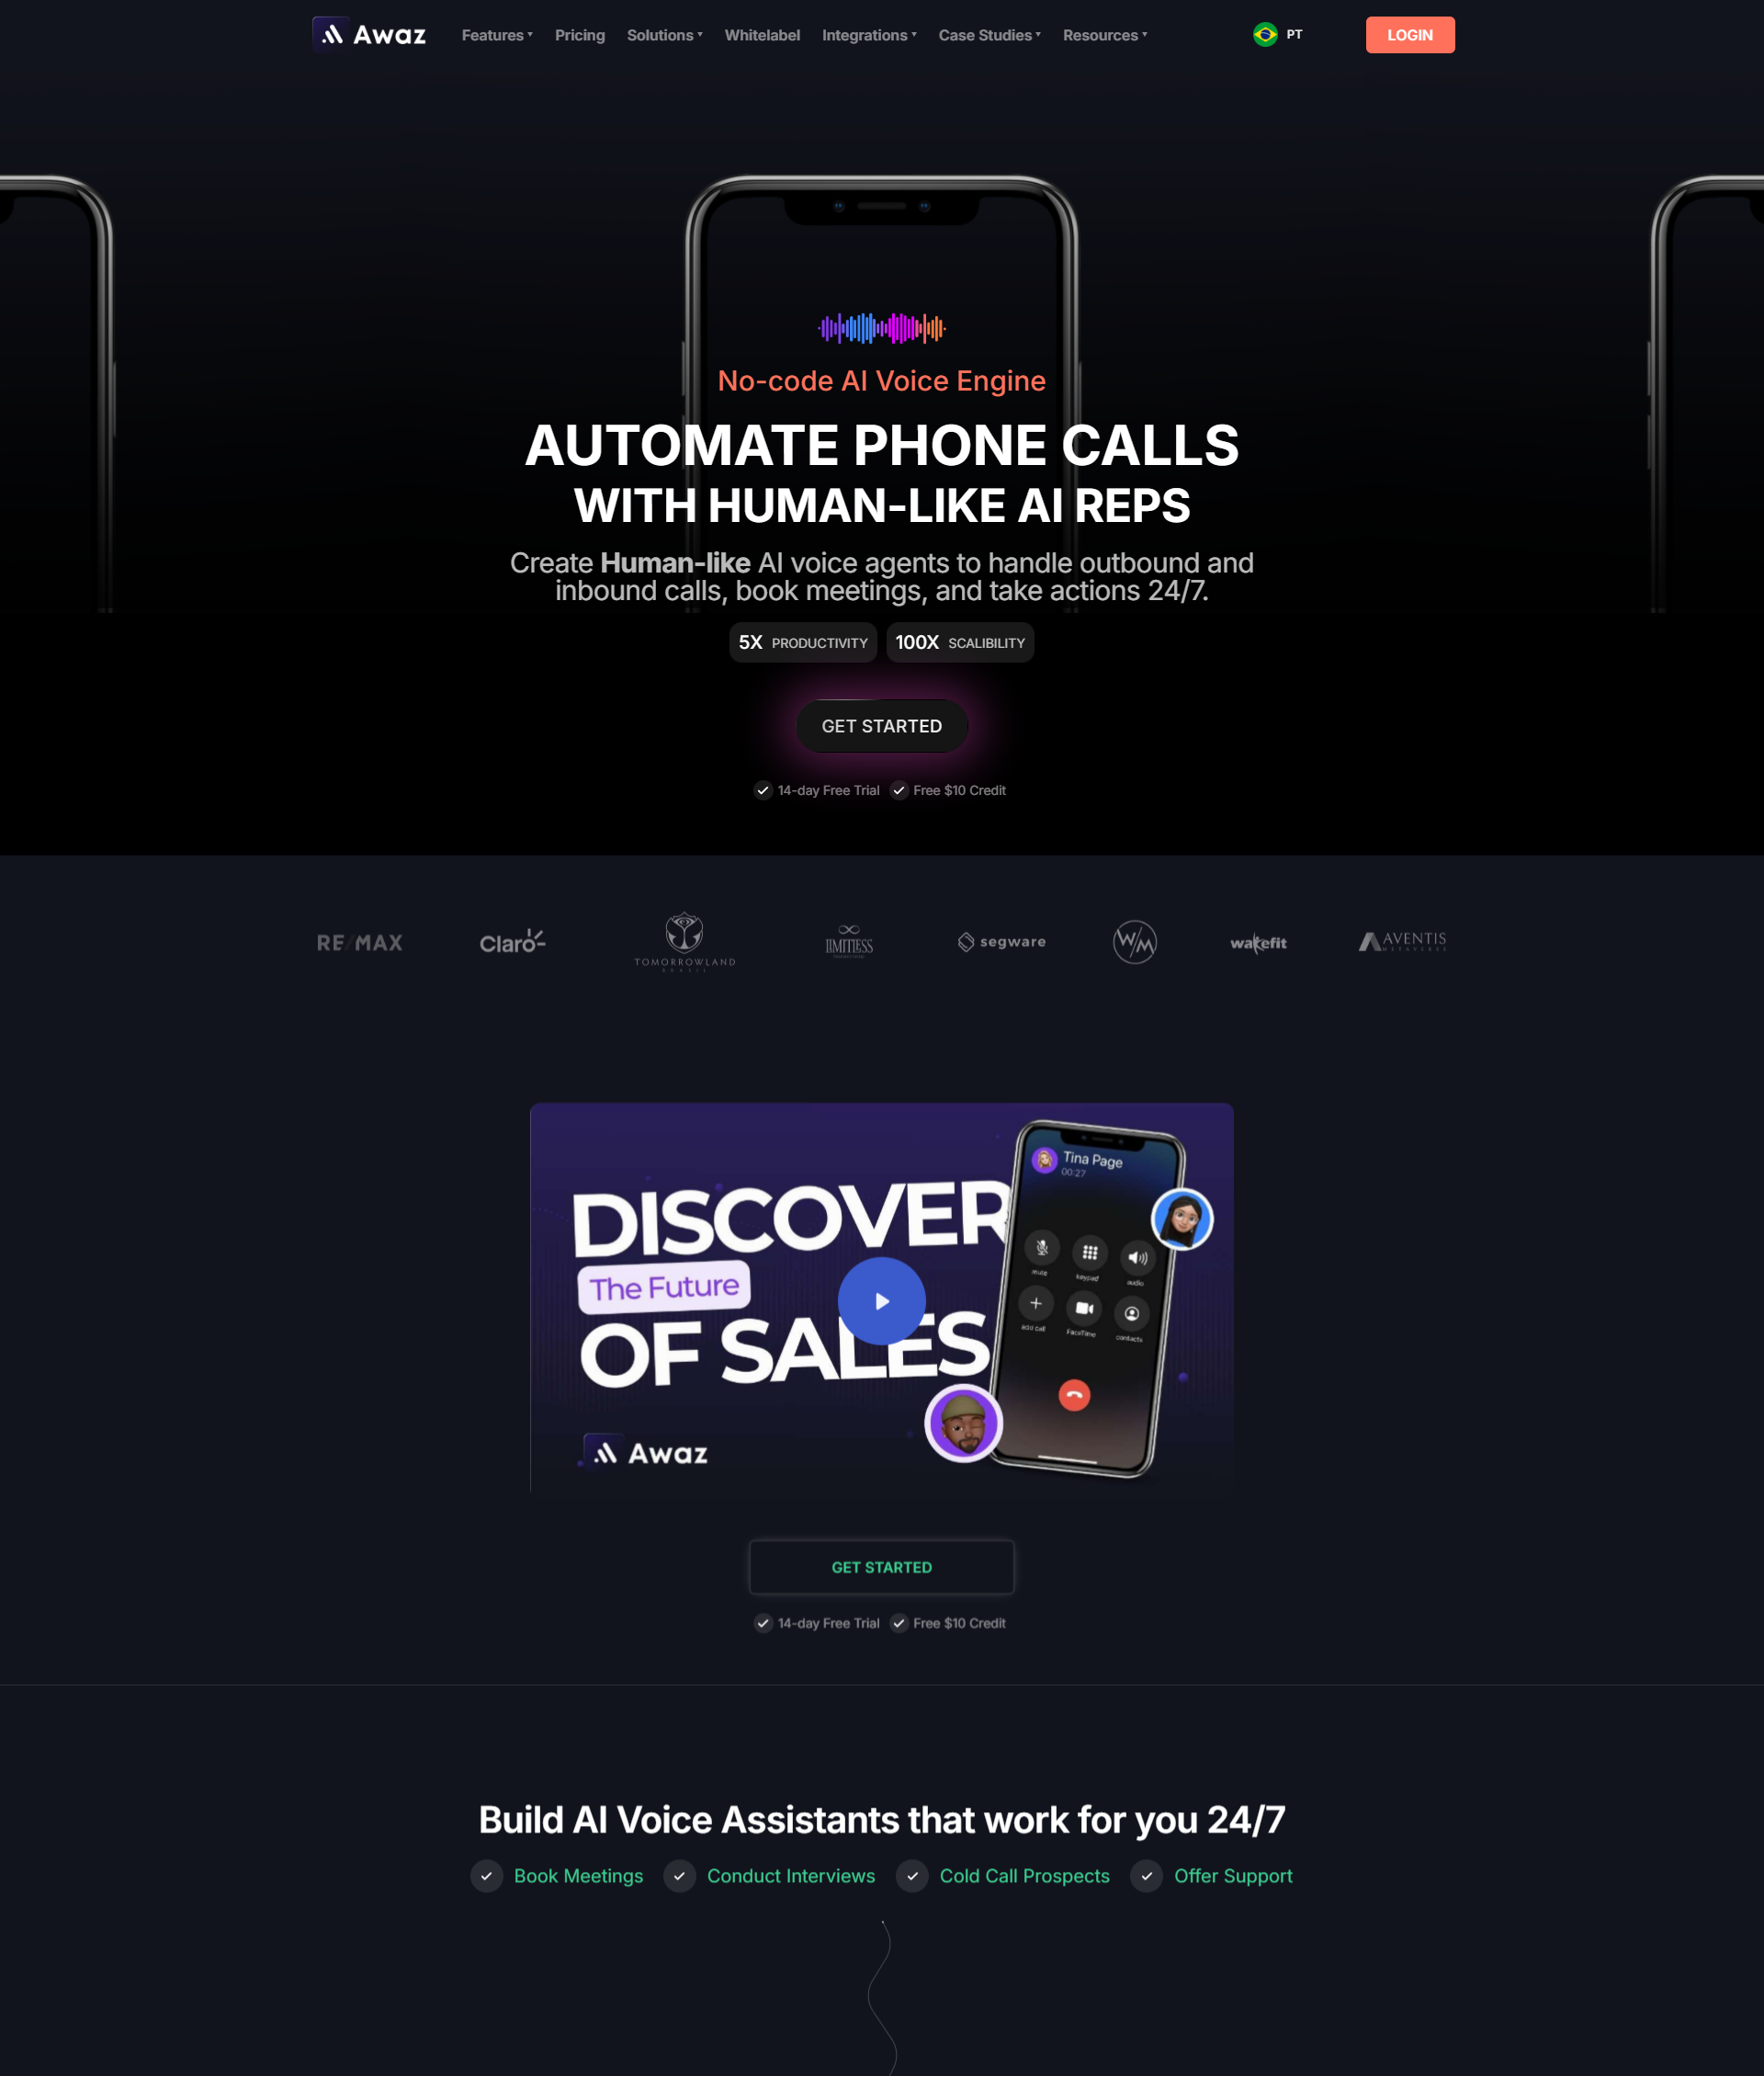 Awaz
Features Pricing Solutions Whitelabel Integrations Case Studies Resources PT LOGIN
No-code AI Voice Engine
AUTOMATE PHONE CALLS
WITH HUMAN-LIKE AI REPS
Create Human-like AI voice agents to handle outbound and
inbound calls, book meetings, and take actions 24/7.
5X PRODUCTIVITY 100X SCALIBILITY
GET STARTED
14-day Free Trial Free $10 Credit
RE/MAX Claro TOMORROWLAND BRASIL LIMITLESS segware WM wakefit AVENTIS METAVERSE
DISCOVER
The Future
OF SALES
Awaz
Tina Page
00:27
mute keypad audio
add call FaceTime contacts
GET STARTED
14-day Free Trial Free $10 Credit
Build AI Voice Assistants that work for you 24/7
Book Meetings Conduct Interviews Cold Call Prospects Offer Support